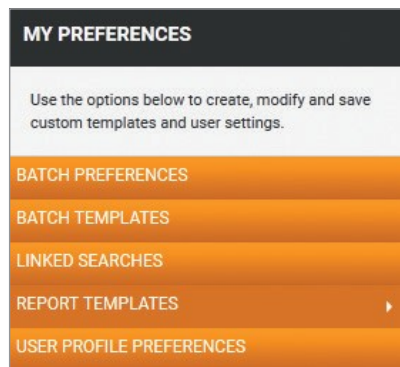 MY PREFERENCES
Use the options below to create, modify and save
custom templates and user settings.
BATCH PREFERENCES
BATCH TEMPLATES
LINKED SEARCHES
REPORT TEMPLATES
USER PROFILE PREFERENCES